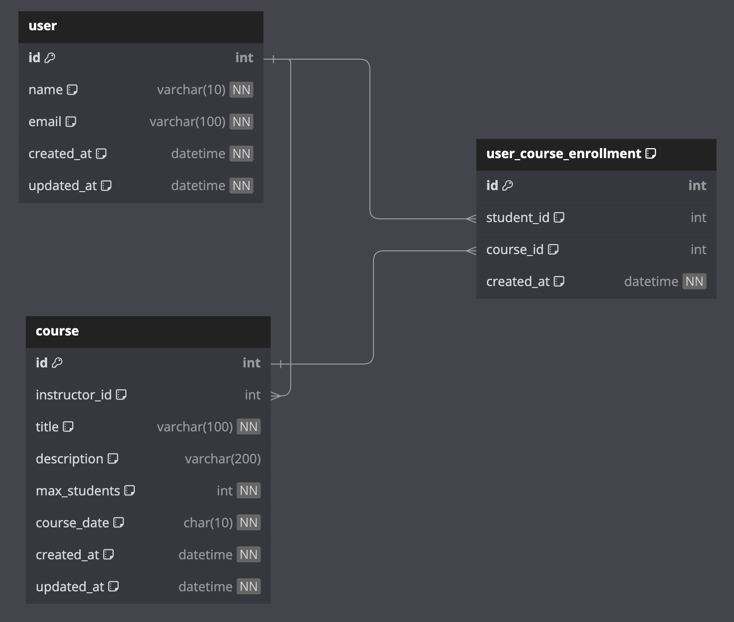 user
id int
name varchar(10) NN
email varchar(100) NN
created_at datetime NN
updated_at datetime NN
user_course_enrollment
id int
student_id int
course_id int
created_at datetime NN
course
id int
instructor_id int
title varchar(100) NN
description varchar(200)
max_students int NN
course_date char(10) NN
created_at datetime NN
updated_at datetime NN